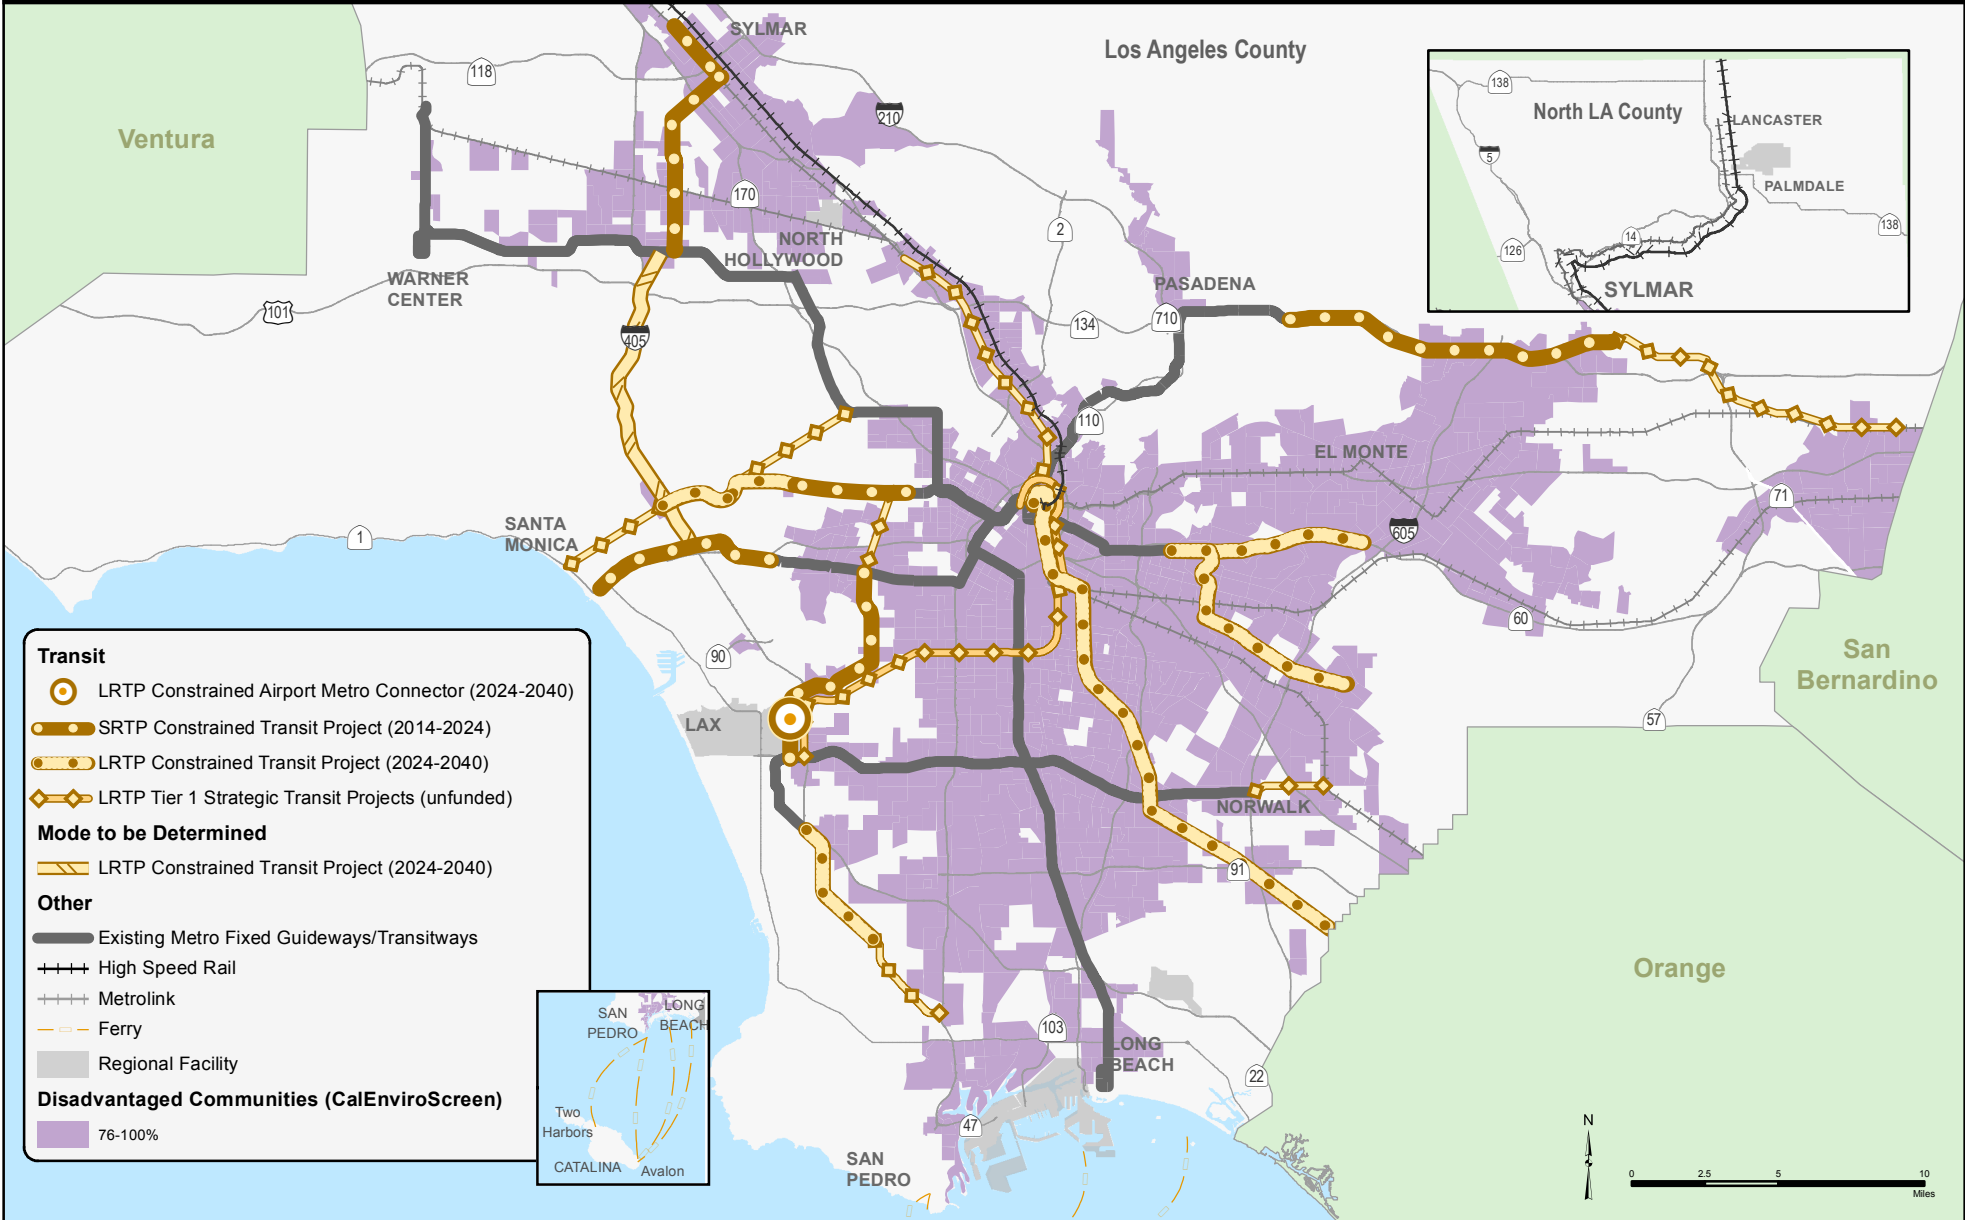 SYLMAR
Los Angeles County
118
210
Ventura
170
2
NORTH
HOLLYWOOD
WARNER
CENTER
101
405
134
PASADENA
710
110
EL MONTE
SANTA
MONICA
1
605
71
60
90
LAX
San
Bernardino
57
NORWALK
91
Orange
103
LONG
BEACH
22
47
SAN
PEDRO
138
North LA County
LANCASTER
5
PALMDALE
138
14
126
SYLMAR
Transit
LRTP Constrained Airport Metro Connector (2024-2040)
SRTP Constrained Transit Project (2014-2024)
LRTP Constrained Transit Project (2024-2040)
LRTP Tier 1 Strategic Transit Projects (unfunded)
Mode to be Determined
LRTP Constrained Transit Project (2024-2040)
Other
Existing Metro Fixed Guideways/Transitways
High Speed Rail
Metrolink
Ferry
Regional Facility
Disadvantaged Communities (CalEnviroScreen)
76-100%
SAN
PEDRO
LONG
BEACH
Two
Harbors
CATALINA
Avalon
N
0 2.5 5 10
Miles